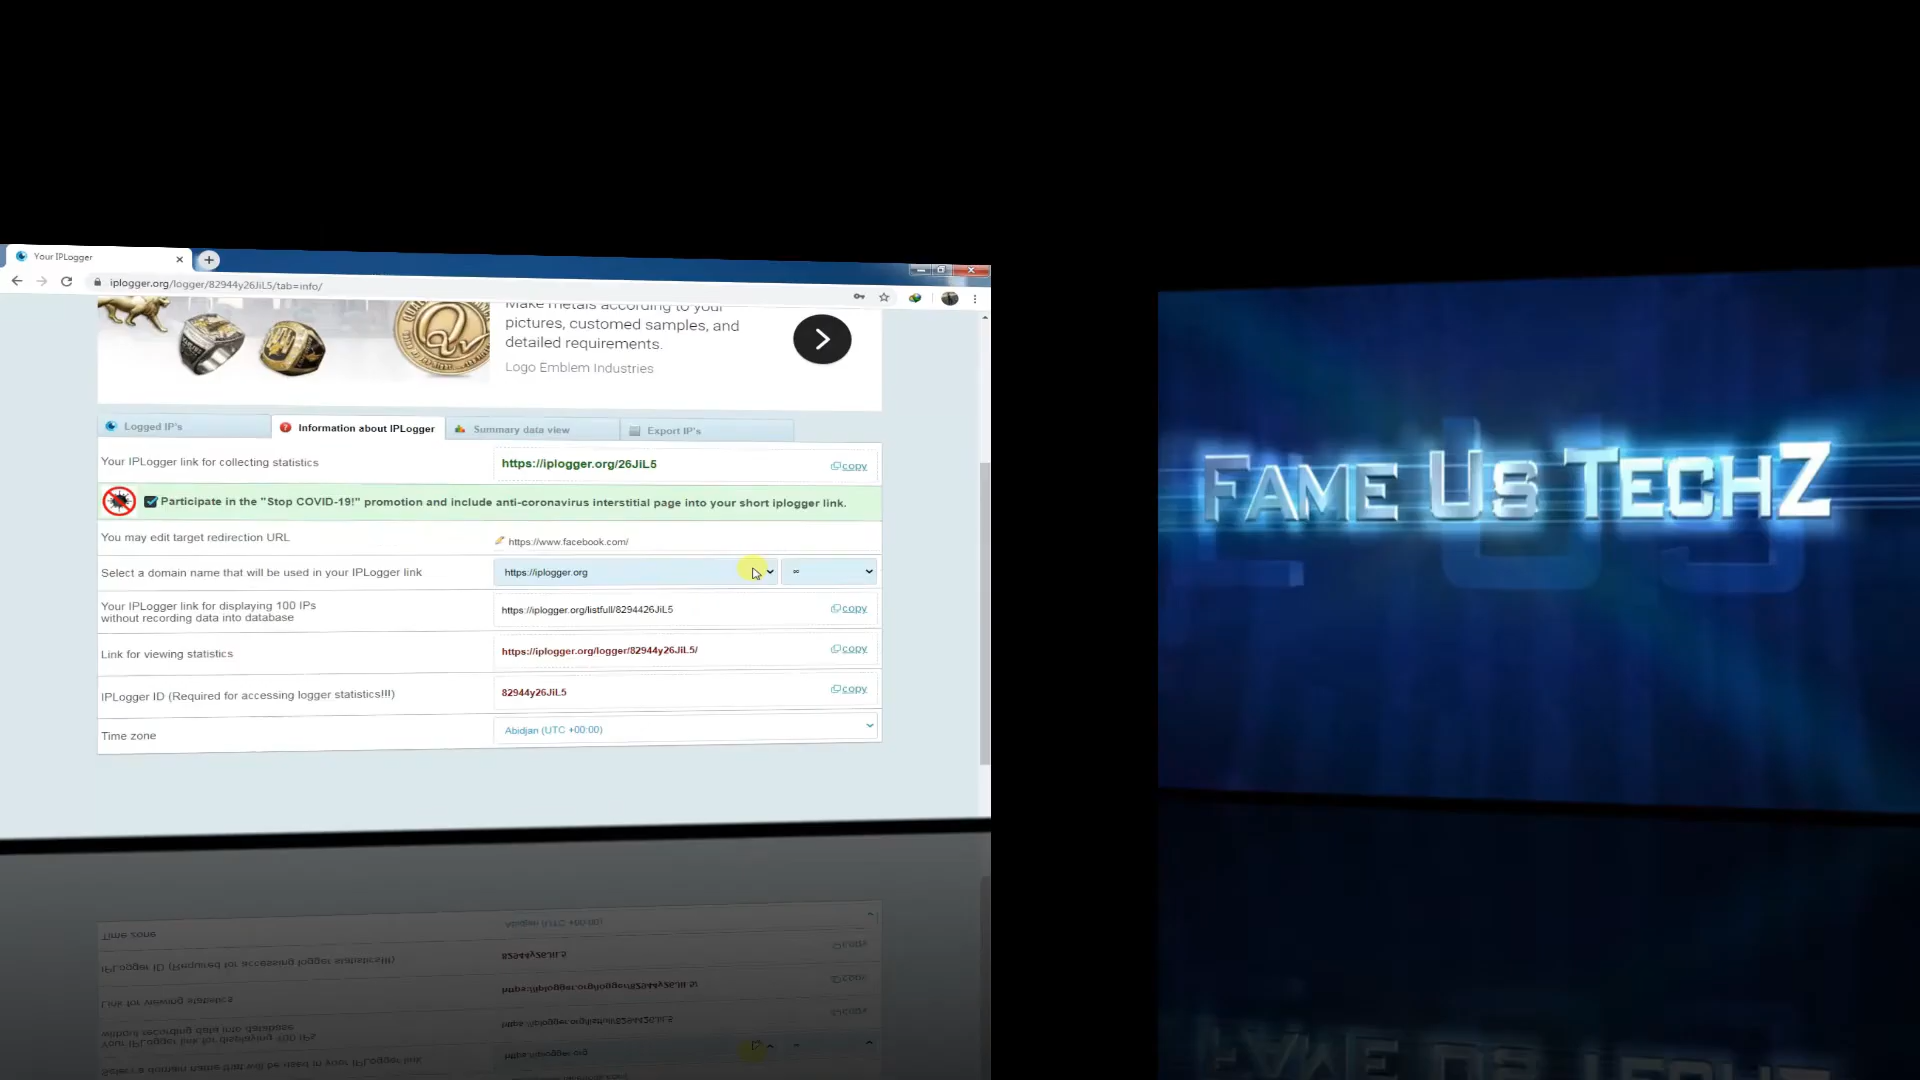 Your IPLogger
iplogger.org/logger/82944y26JiL5/tab=info/
Make metals according to your
pictures, customed samples, and
detailed requirements.
Logo Emblem Industries
Logged IP's
Information about IPLogger
Summary data view
Export IP's
Your IPLogger link for collecting statistics
https://iplogger.org/26JiL5
copy
Participate in the "Stop COVID-19!" promotion and include anti-coronavirus interstitial page into your short iplogger link.
You may edit target redirection URL
https://www.facebook.com/
Select a domain name that will be used in your IPLogger link
https://iplogger.org
∞
Your IPLogger link for displaying 100 IPs
without recording data into database
https://iplogger.org/listfull/8294426JiL5
copy
Link for viewing statistics
https://iplogger.org/logger/82944y26JiL5/
copy
IPLogger ID (Required for accessing logger statistics!!!)
82944y26JiL5
copy
Time zone
Abidjan (UTC +00:00)
FAME US TECHZ